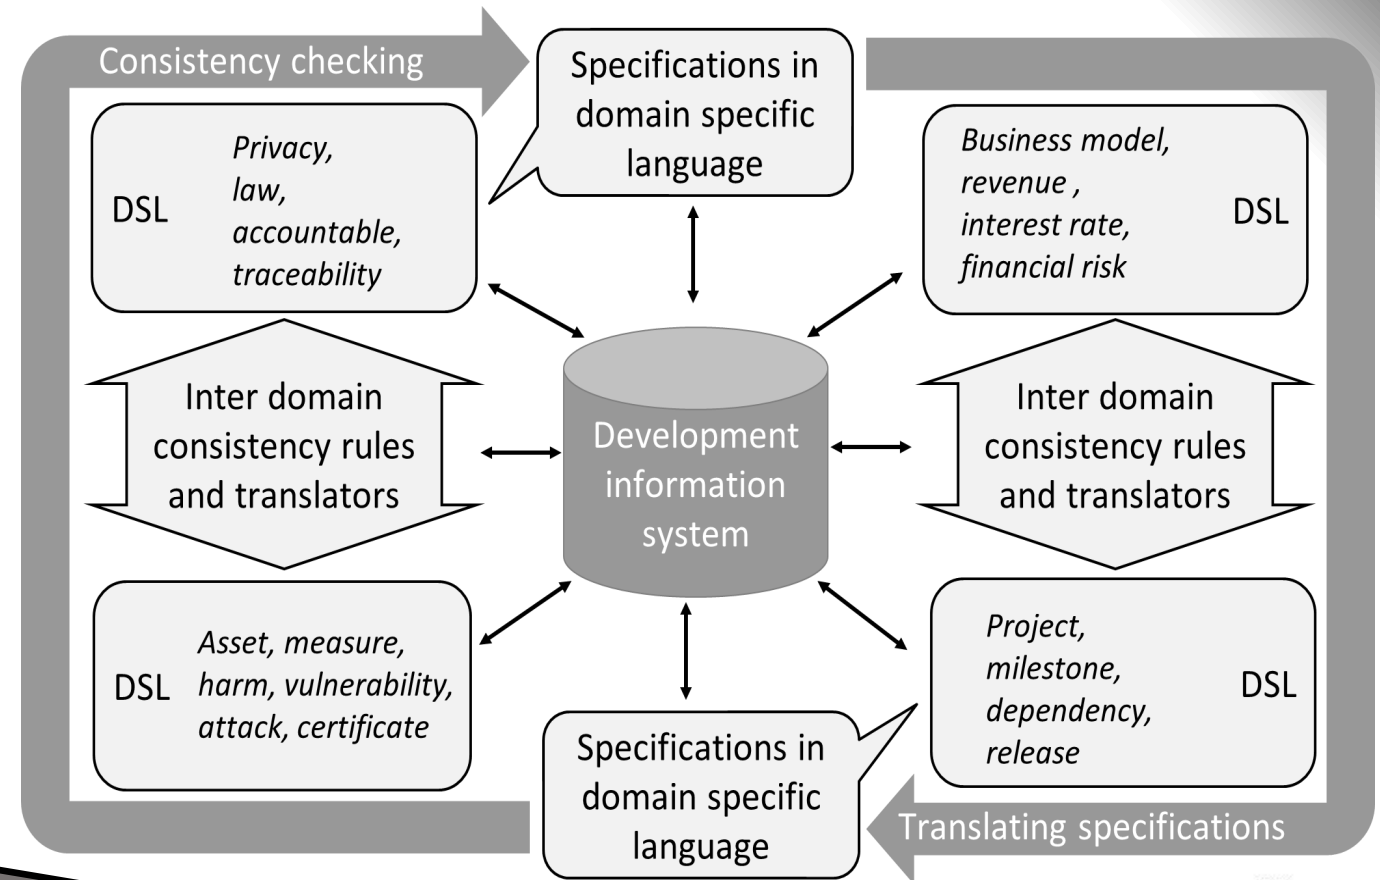 Consistency checking
Specifications in
domain specific
language
DSL
Privacy,
law,
accountable,
traceability
Business model,
revenue ,
interest rate,
financial risk
DSL
Inter domain
consistency rules
and translators
Development
information
system
Inter domain
consistency rules
and translators
DSL
Asset, measure,
harm, vulnerability,
attack, certificate
Specifications in
domain specific
language
Project,
milestone,
dependency,
release
DSL
Translating specifications